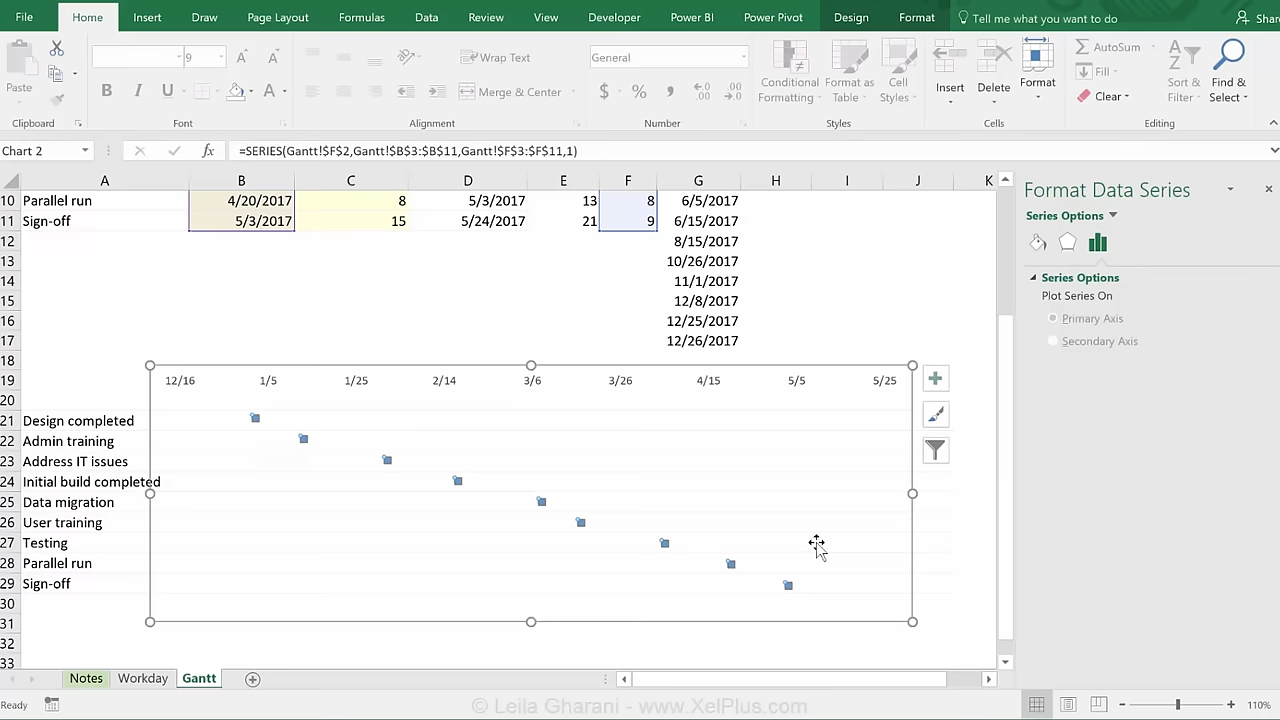 File Home Insert Draw Page Layout Formulas Data Review View Developer Power BI Power Pivot Design Format Tell me what you want to do Share
Paste 9 Wrap Text General Conditional Format as Cell Insert Delete Format AutoSum Sort & Find &
Merge & Center Formatting Table Styles Fill Filter Select
Clear
Clipboard Font Alignment Number Styles Cells Editing
Chart 2 fx =SERIES(Gantt!$F$2,Gantt!$B$3:$B$11,Gantt!$F$3:$F$11,1)
A B C D E F G H I J K
10 Parallel run 4/20/2017 8 5/3/2017 13 8 6/5/2017
11 Sign-off 5/3/2017 15 5/24/2017 21 9 6/15/2017
12 8/15/2017
13 10/26/2017
14 11/1/2017
15 12/8/2017
16 12/25/2017
17 12/26/2017
18
19 12/16 1/5 1/25 2/14 3/6 3/26 4/15 5/5 5/25
20
21 Design completed
22 Admin training
23 Address IT issues
24 Initial build completed
25 Data migration
26 User training
27 Testing
28 Parallel run
29 Sign-off
30
31
32
33
Format Data Series
Series Options
Series Options
Plot Series On
Primary Axis
Secondary Axis
Notes Workday Gantt
Ready © Leila Gharani - www.XelPlus.com 110%